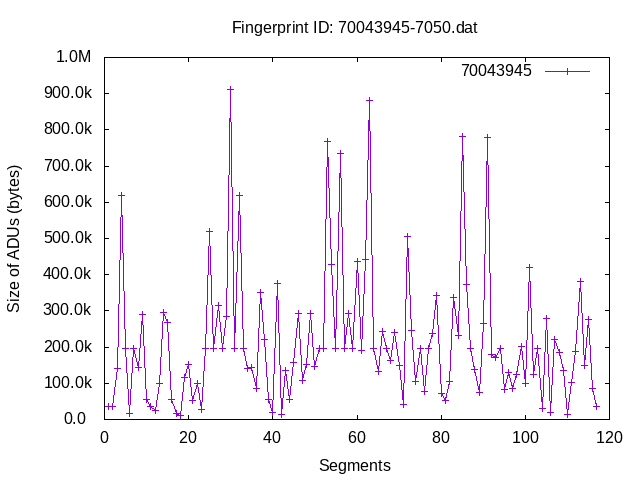 Fingerprint ID: 70043945-7050.dat
1.0M
70043945
900.0k
800.0k
700.0k
600.0k
500.0k
400.0k
300.0k
200.0k
100.0k
0.0
Size of ADUs (bytes)
0 20 40 60 80 100 120
Segments